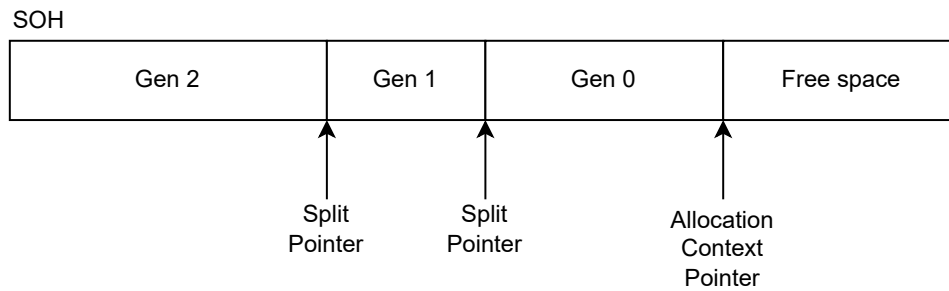 SOH
Gen 2
Gen 1
Gen 0
Free space
Split
Pointer
Split
Pointer
Allocation
Context
Pointer